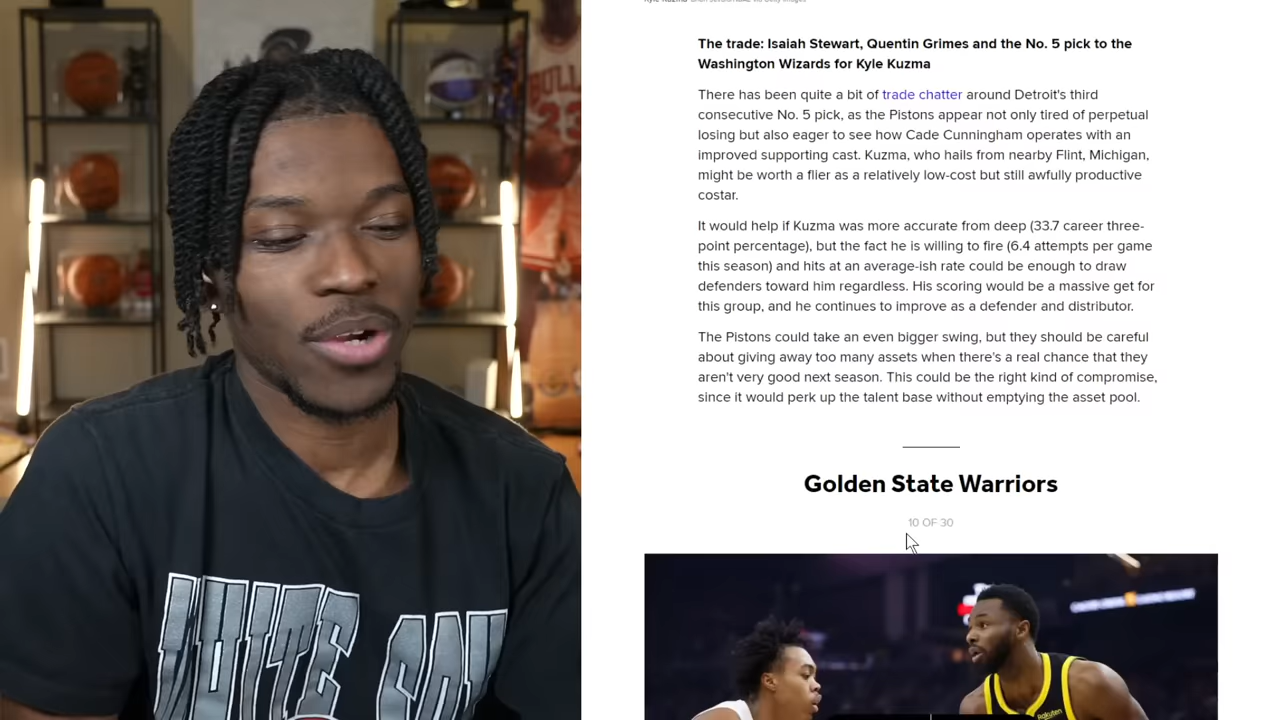 The trade: Isaiah Stewart, Quentin Grimes and the No. 5 pick to the
Washington Wizards for Kyle Kuzma
There has been quite a bit of trade chatter around Detroit's third
consecutive No. 5 pick, as the Pistons appear not only tired of perpetual
losing but also eager to see how Cade Cunningham operates with an
improved supporting cast. Kuzma, who hails from nearby Flint, Michigan,
might be worth a flier as a relatively low-cost but still awfully productive
costar.
It would help if Kuzma was more accurate from deep (33.7 career three-
point percentage), but the fact he is willing to fire (6.4 attempts per game
this season) and hits at an average-ish rate could be enough to draw
defenders toward him regardless. His scoring would be a massive get for
this group, and he continues to improve as a defender and distributor.
The Pistons could take an even bigger swing, but they should be careful
about giving away too many assets when there's a real chance that they
aren't very good next season. This could be the right kind of compromise,
since it would perk up the talent base without emptying the asset pool.
Golden State Warriors
10 OF 30
Rakuten
BULLS
23
WHITE SOX